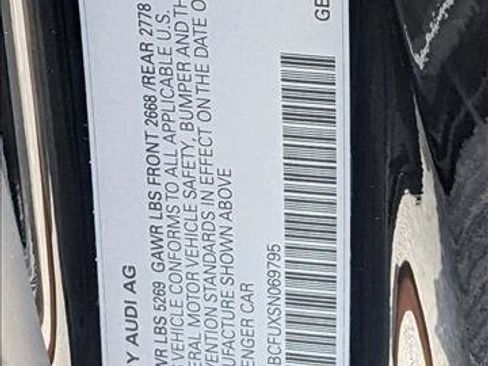 Y AUDI AG
WR LBS 5269 GAWR LBS FRONT 2668 /REAR 2778
VEHICLE CONFORMS TO ALL APPLICABLE U.S.
ERAL MOTOR VEHICLE SAFETY, BUMPER AND TH
VENTION STANDARDS IN EFFECT ON THE DATE O
UFACTURE SHOWN ABOVE
ENGER CAR
BCFUXSN069795
GE